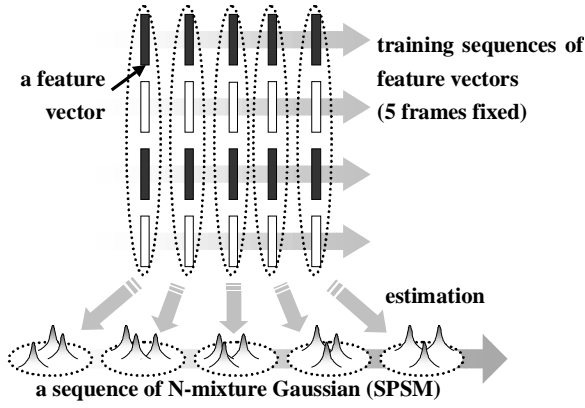 training sequences of
feature vectors
(5 frames fixed)
a feature
vector
estimation
a sequence of N-mixture Gaussian (SPSM)